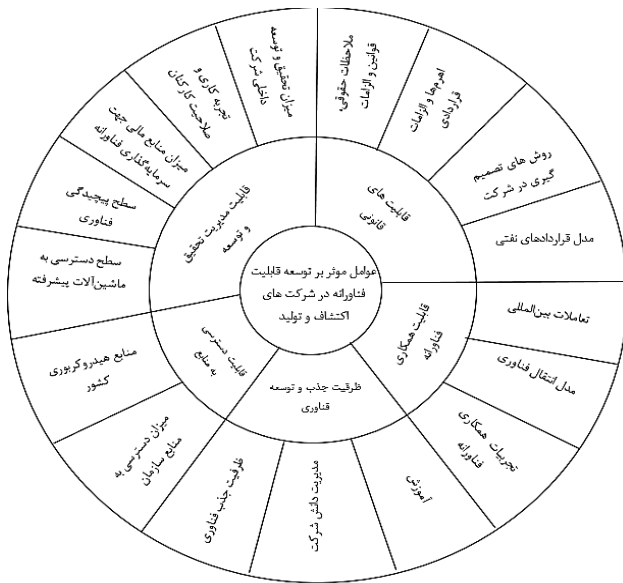 عوامل موثر بر توسعه قابلیت
فناورانه در شرکت های
اکتشاف و تولید
قابلیت های
قانونی
قابلیت همکاری
فناورانه
ظرفیت جذب و توسعه
فناوری
قابلیت دسترسی
به منابع
قابلیت مدیریت تحقیق
و توسعه
ملاحظات حقوقی،
قوانین و الزامات
اهرم‌ها و الزامات
قراردادی
روش های تصمیم
گیری در شرکت
مدل قراردادهای نفتی
تعاملات بین‌المللی
مدل انتقال فناوری
تجربیات همکاری
فناورانه
آموزش
مدیریت دانش شرکت
ظرفیت جذب فناوری
میزان دسترسی به
منابع سازمان
منابع هیدروکربوری
کشور
سطح دسترسی به
ماشین‌آلات پیشرفته
سطح پیچیدگی
فناوری
میزان منابع مالی جهت
سرمایه‌گذاری فناورانه
تجربه کاری و
صلاحیت کارکنان
میزان تحقیق و توسعه
داخلی شرکت